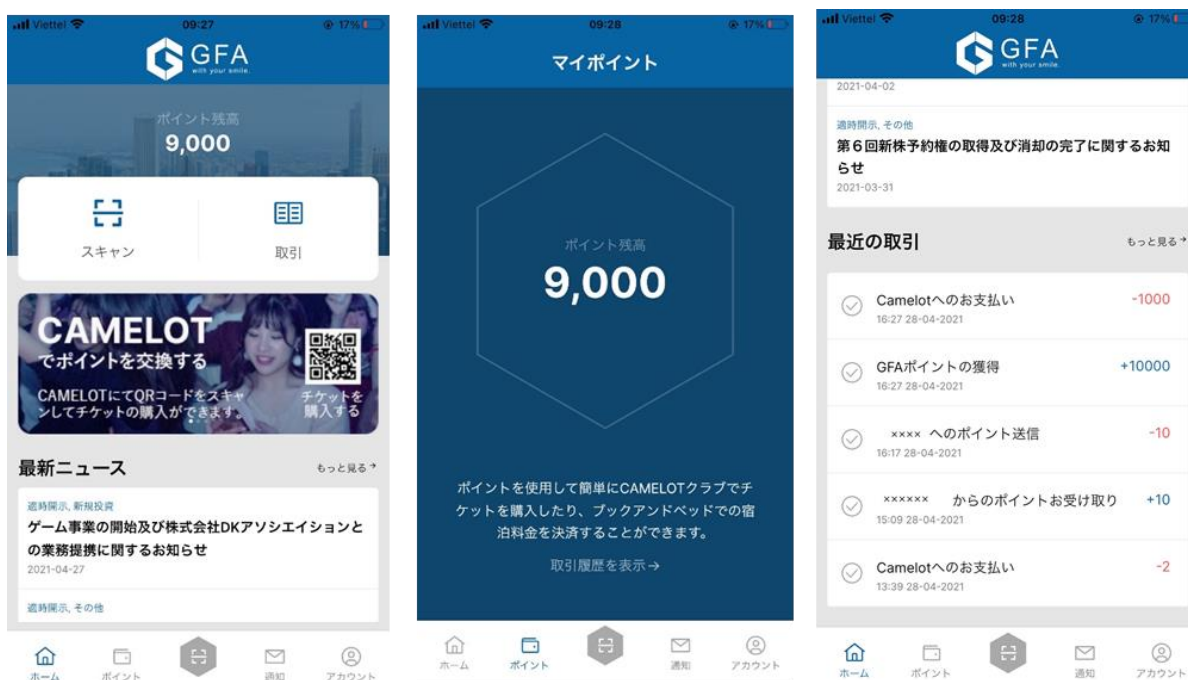 Viettel 09:27 17%
GFA
with your smile.
ポイント残高
9,000
スキャン
取引
CAMELOT
でポイントを交換する
CAMELOTにてQRコードをスキャ
ンしてチケットの購入ができます。
チケットを
購入する
最新ニュース もっと見る→
適時開示, 新規投資
ゲーム事業の開始及び株式会社DKアソシエイションと
の業務提携に関するお知らせ
2021-04-27
適時開示, その他
ホーム
ポイント
通知
アカウント
Viettel 09:28 17%
マイポイント
ポイント残高
9,000
ポイントを使用して簡単にCAMELOTクラブでチ
ケットを購入したり、ブックアンドベッドでの宿
泊料金を決済することができます。
取引履歴を表示→
ホーム
ポイント
通知
アカウント
Viettel 09:28 17%
GFA
with your smile.
2021-04-02
適時開示, その他
第6回新株予約権の取得及び消却の完了に関するお知
らせ
2021-03-31
最近の取引 もっと見る→
Camelotへのお支払い -1000
16:27 28-04-2021
GFAポイントの獲得 +10000
16:27 28-04-2021
×××× へのポイント送信 -10
16:17 28-04-2021
×××××× からのポイントお受け取り +10
15:09 28-04-2021
Camelotへのお支払い -2
13:39 28-04-2021
ホーム
ポイント
通知
アカウント